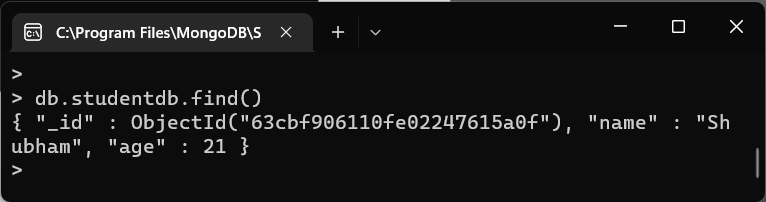 C:\Program Files\MongoDB\S
>
> db.studentdb.find()
{ "_id" : ObjectId("63cbf906110fe02247615a0f"), "name" : "Sh
ubham", "age" : 21 }
>